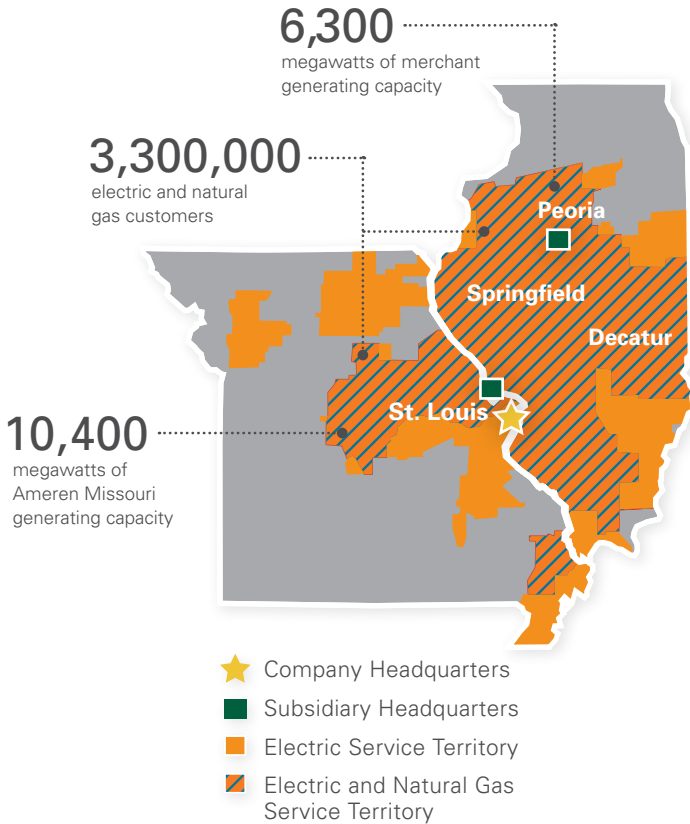 6,300
megawatts of merchant
generating capacity
3,300,000
electric and natural
gas customers
Peoria
Springfield
Decatur
St. Louis
10,400
megawatts of
Ameren Missouri
generating capacity
Company Headquarters
Subsidiary Headquarters
Electric Service Territory
Electric and Natural Gas
Service Territory